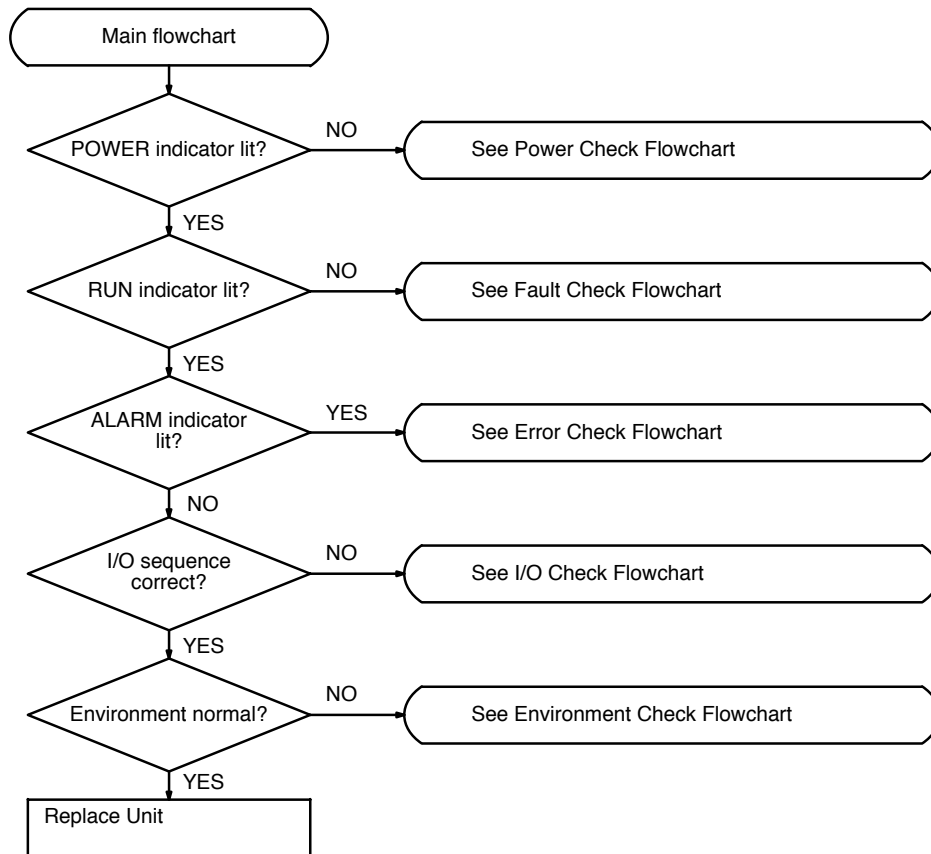 Main flowchart
POWER indicator lit?
NO
See Power Check Flowchart
YES
RUN indicator lit?
NO
See Fault Check Flowchart
YES
ALARM indicator
lit?
YES
See Error Check Flowchart
NO
I/O sequence
correct?
NO
See I/O Check Flowchart
YES
Environment normal?
NO
See Environment Check Flowchart
YES
Replace Unit